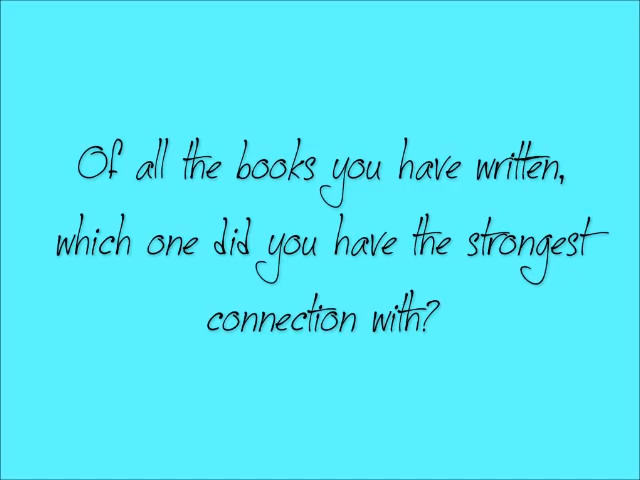 Of all the books you have written,
which one did you have the strongest
connection with?